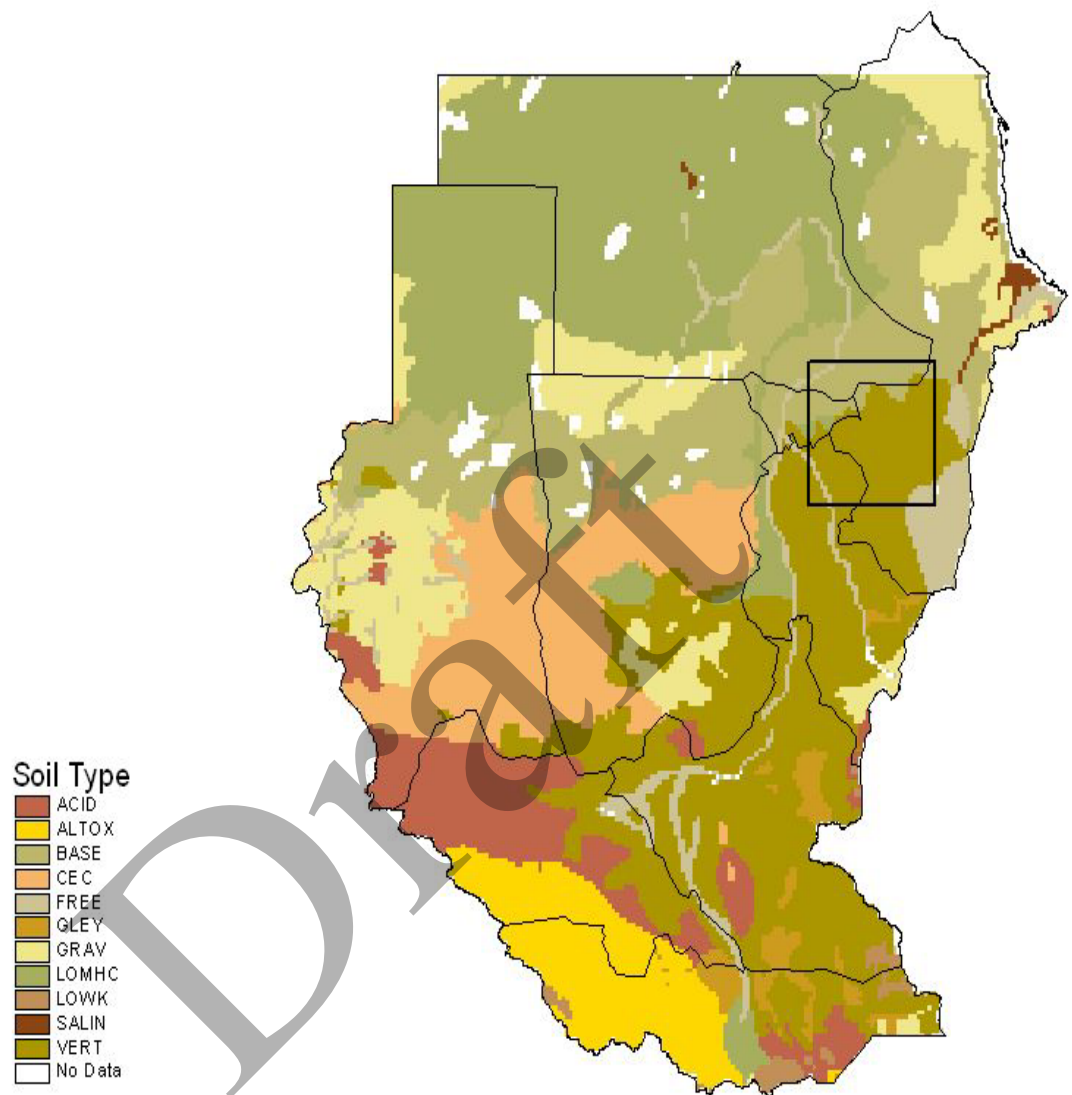 Draft
Soil Type
ACID
ALTOX
BASE
CEC
FREE
GLEY
GRAV
LOMHC
LOWK
SALIN
VERT
No Data